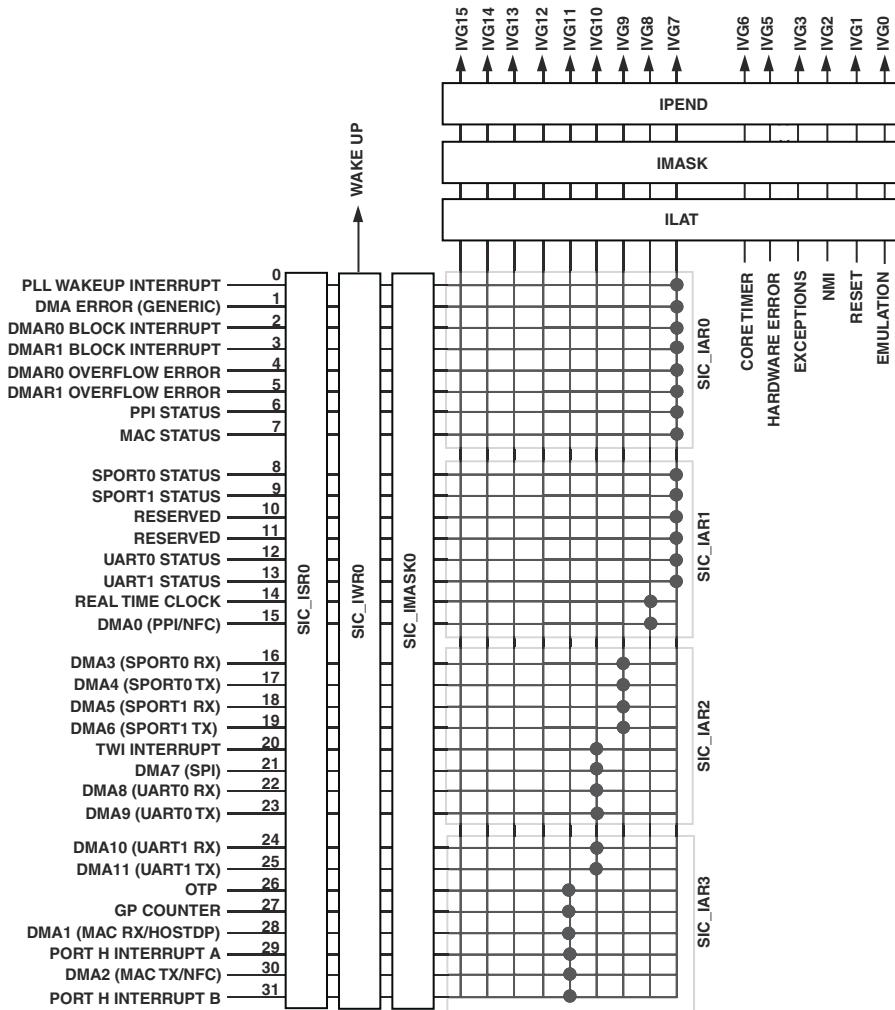 IVG15
IVG14
IVG13
IVG12
IVG11
IVG10
IVG9
IVG8
IVG7
IVG6
IVG5
IVG3
IVG2
IVG1
IVG0
IPEND
IMASK
ILAT
WAKE UP
CORE TIMER
HARDWARE ERROR
EXCEPTIONS
NMI
RESET
EMULATION
PLL WAKEUP INTERRUPT 0
DMA ERROR (GENERIC) 1
DMAR0 BLOCK INTERRUPT 2
DMAR1 BLOCK INTERRUPT 3
DMAR0 OVERFLOW ERROR 4
DMAR1 OVERFLOW ERROR 5
PPI STATUS 6
MAC STATUS 7
SPORT0 STATUS 8
SPORT1 STATUS 9
RESERVED 10
RESERVED 11
UART0 STATUS 12
UART1 STATUS 13
REAL TIME CLOCK 14
DMA0 (PPI/NFC) 15
DMA3 (SPORT0 RX) 16
DMA4 (SPORT0 TX) 17
DMA5 (SPORT1 RX) 18
DMA6 (SPORT1 TX) 19
TWI INTERRUPT 20
DMA7 (SPI) 21
DMA8 (UART0 RX) 22
DMA9 (UART0 TX) 23
DMA10 (UART1 RX) 24
DMA11 (UART1 TX) 25
OTP 26
GP COUNTER 27
DMA1 (MAC RX/HOSTDP) 28
PORT H INTERRUPT A 29
DMA2 (MAC TX/NFC) 30
PORT H INTERRUPT B 31
SIC_ISR0
SIC_IWR0
SIC_IMASK0
SIC_IAR0
SIC_IAR1
SIC_IAR2
SIC_IAR3